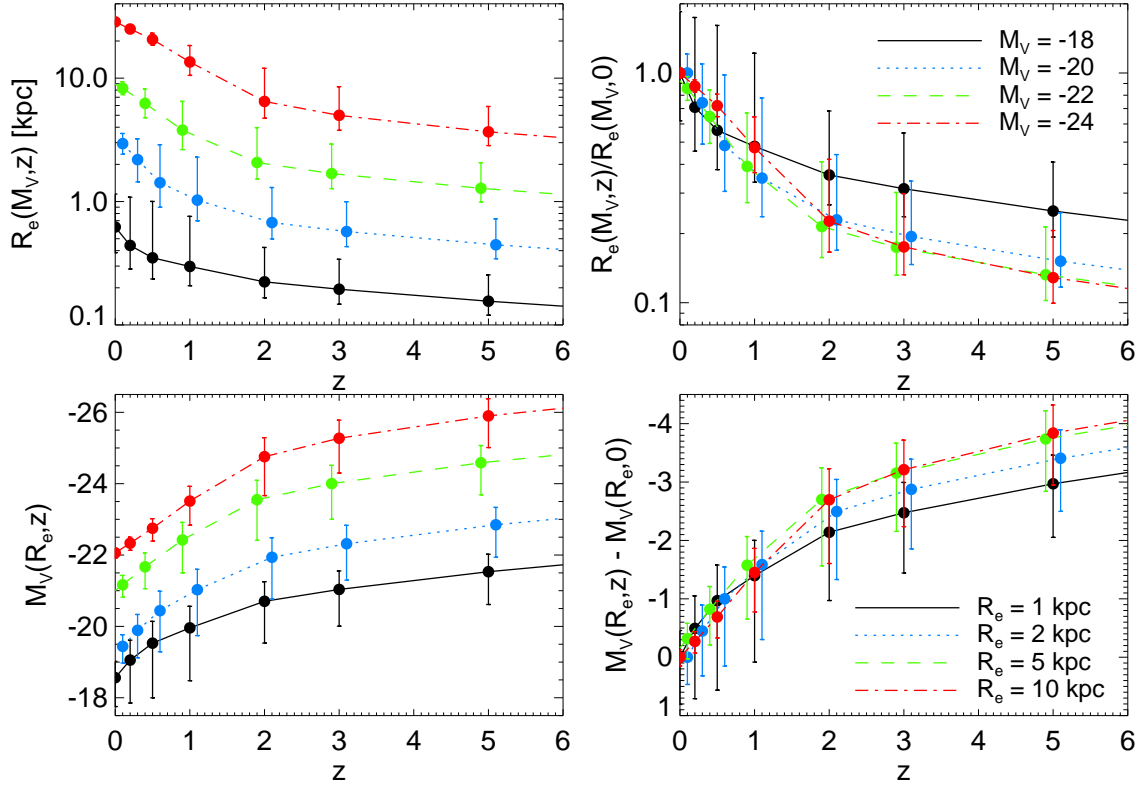 R_e(M_V,z) [kpc]
10.0
1.0
0.1
0 1 2 3 4 5 6
z
R_e(M_V,z)/R_e(M_V,0)
1.0
0.1
M_V = -18
M_V = -20
M_V = -22
M_V = -24
0 1 2 3 4 5 6
z
M_V(R_e,z)
-26
-24
-22
-20
-18
0 1 2 3 4 5 6
z
M_V(R_e,z) - M_V(R_e,0)
-4
-3
-2
-1
0
1
R_e = 1 kpc
R_e = 2 kpc
R_e = 5 kpc
R_e = 10 kpc
0 1 2 3 4 5 6
z